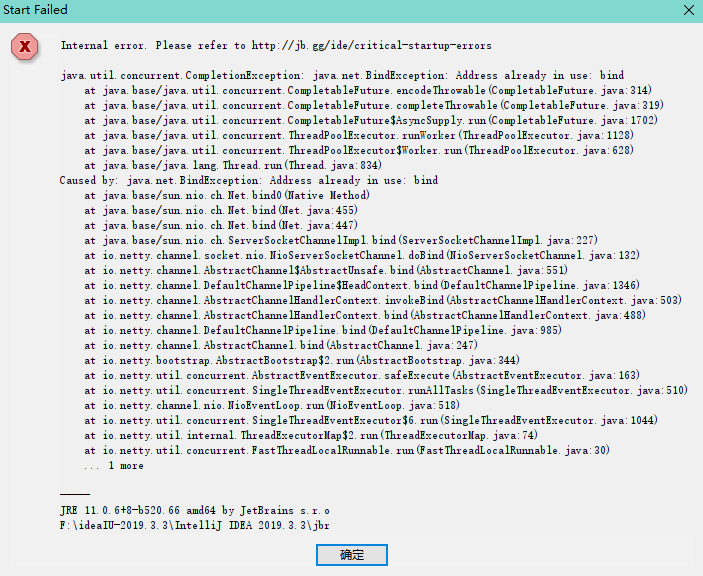 Start Failed
Internal error. Please refer to http://jb.gg/ide/critical-startup-errors
java.util.concurrent.CompletionException: java.net.BindException: Address already in use: bind
at java.base/java.util.concurrent.CompletableFuture.encodeThrowable(CompletableFuture.java:314)
at java.base/java.util.concurrent.CompletableFuture.completeThrowable(CompletableFuture.java:319)
at java.base/java.util.concurrent.CompletableFuture$AsyncSupply.run(CompletableFuture.java:1702)
at java.base/java.util.concurrent.ThreadPoolExecutor.runWorker(ThreadPoolExecutor.java:1128)
at java.base/java.util.concurrent.ThreadPoolExecutor$Worker.run(ThreadPoolExecutor.java:628)
at java.base/java.lang.Thread.run(Thread.java:834)
Caused by: java.net.BindException: Address already in use: bind
at java.base/sun.nio.ch.Net.bind0(Native Method)
at java.base/sun.nio.ch.Net.bind(Net.java:455)
at java.base/sun.nio.ch.Net.bind(Net.java:447)
at java.base/sun.nio.ch.ServerSocketChannelImpl.bind(ServerSocketChannelImpl.java:227)
at io.netty.channel.socket.nio.NioServerSocketChannel.doBind(NioServerSocketChannel.java:132)
at io.netty.channel.AbstractChannel$AbstractUnsafe.bind(AbstractChannel.java:551)
at io.netty.channel.DefaultChannelPipeline$HeadContext.bind(DefaultChannelPipeline.java:1346)
at io.netty.channel.AbstractChannelHandlerContext.invokeBind(AbstractChannelHandlerContext.java:503)
at io.netty.channel.AbstractChannelHandlerContext.bind(AbstractChannelHandlerContext.java:488)
at io.netty.channel.DefaultChannelPipeline.bind(DefaultChannelPipeline.java:985)
at io.netty.channel.AbstractChannel.bind(AbstractChannel.java:247)
at io.netty.bootstrap.AbstractBootstrap$2.run(AbstractBootstrap.java:344)
at io.netty.util.concurrent.AbstractEventExecutor.safeExecute(AbstractEventExecutor.java:163)
at io.netty.util.concurrent.SingleThreadEventExecutor.runAllTasks(SingleThreadEventExecutor.java:510)
at io.netty.channel.nio.NioEventLoop.run(NioEventLoop.java:518)
at io.netty.util.concurrent.SingleThreadEventExecutor$6.run(SingleThreadEventExecutor.java:1044)
at io.netty.util.internal.ThreadExecutorMap$2.run(ThreadExecutorMap.java:74)
at io.netty.util.concurrent.FastThreadLocalRunnable.run(FastThreadLocalRunnable.java:30)
... 1 more
-----
JRE 11.0.6+8-b520.66 amd64 by JetBrains s.r.o
F:\ideaIU-2019.3.3\IntelliJ IDEA 2019.3.3\jbr
确定